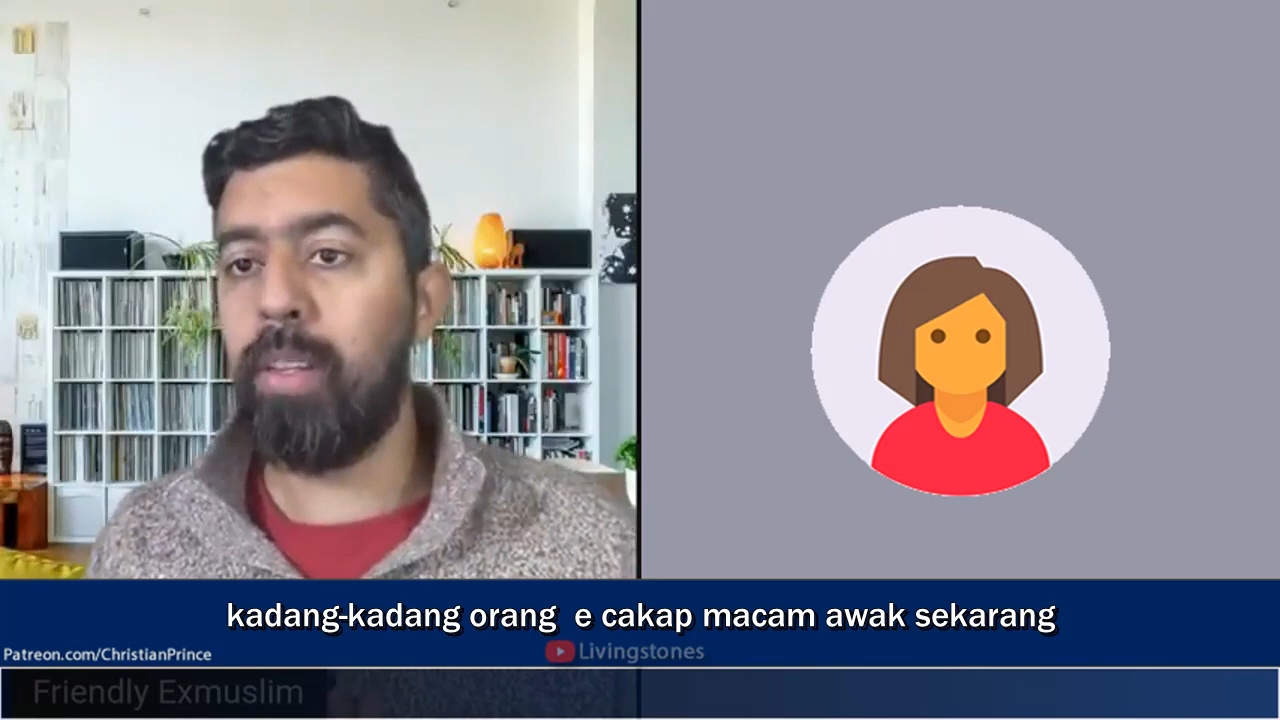 kadang-kadang orang e cakap macam awak sekarang
Patreon.com/ChristianPrince
Livingstones
Friendly Exmuslim